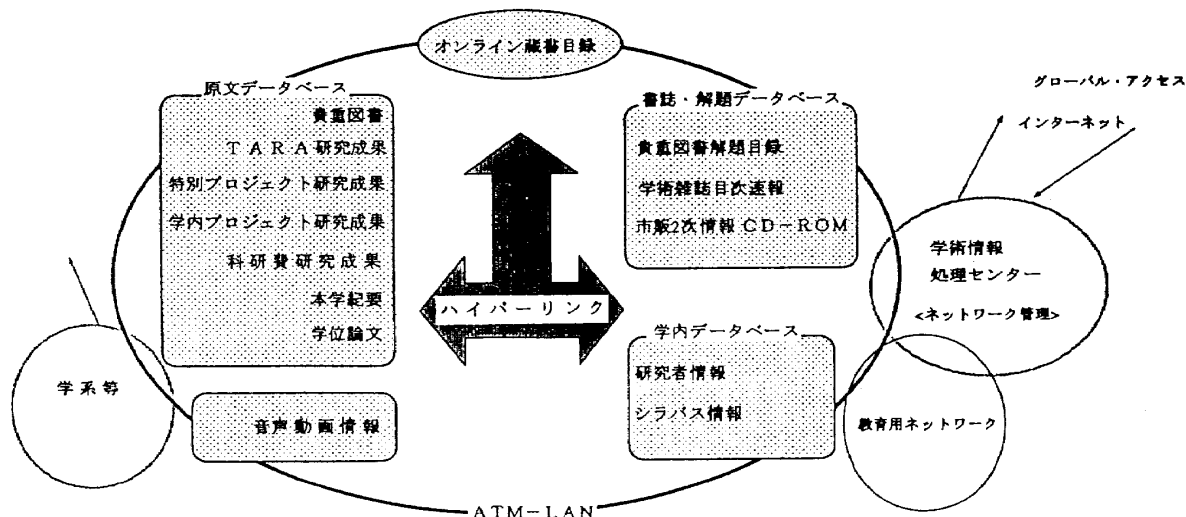 オンライン蔵書目録
原文データベース
貴重図書
TARA研究成果
特別プロジェクト研究成果
学内プロジェクト研究成果
科研費研究成果
本学紀要
学位論文
音声動画情報
ハイパーリンク
書誌・解題データベース
貴重図書解題目録
学術雑誌目次速報
市販2次情報CD-ROM
学内データベース
研究者情報
シラバス情報
グローバル・アクセス
インターネット
学術情報
処理センター
<ネットワーク管理>
教育用ネットワーク
学系等
ATM-LAN